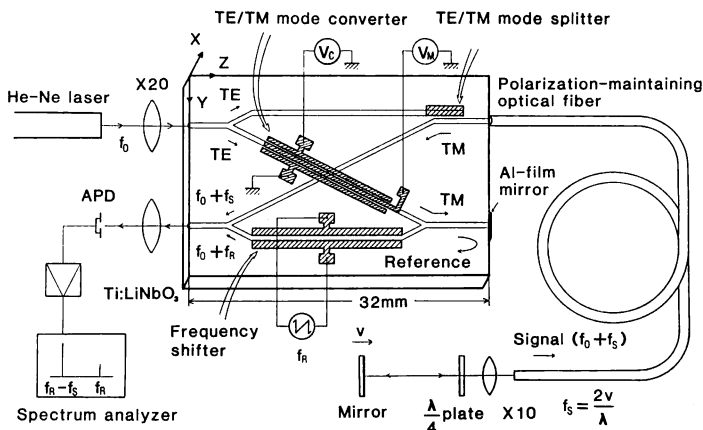 TE/TM mode converter
TE/TM mode splitter
X
Z
Y
V_C
V_M
He-Ne laser
X20
f_0
TE
TE
Polarization-maintaining
optical fiber
TM
TM
Al-film
mirror
APD
f_0+f_S
f_0+f_R
Reference
Ti:LiNbO_3
32mm
Frequency
shifter
f_R
v
Signal (f_0+f_S)
f_R-f_S f_R
Spectrum analyzer
Mirror
λ/4 plate
X10
f_S=2v/λ